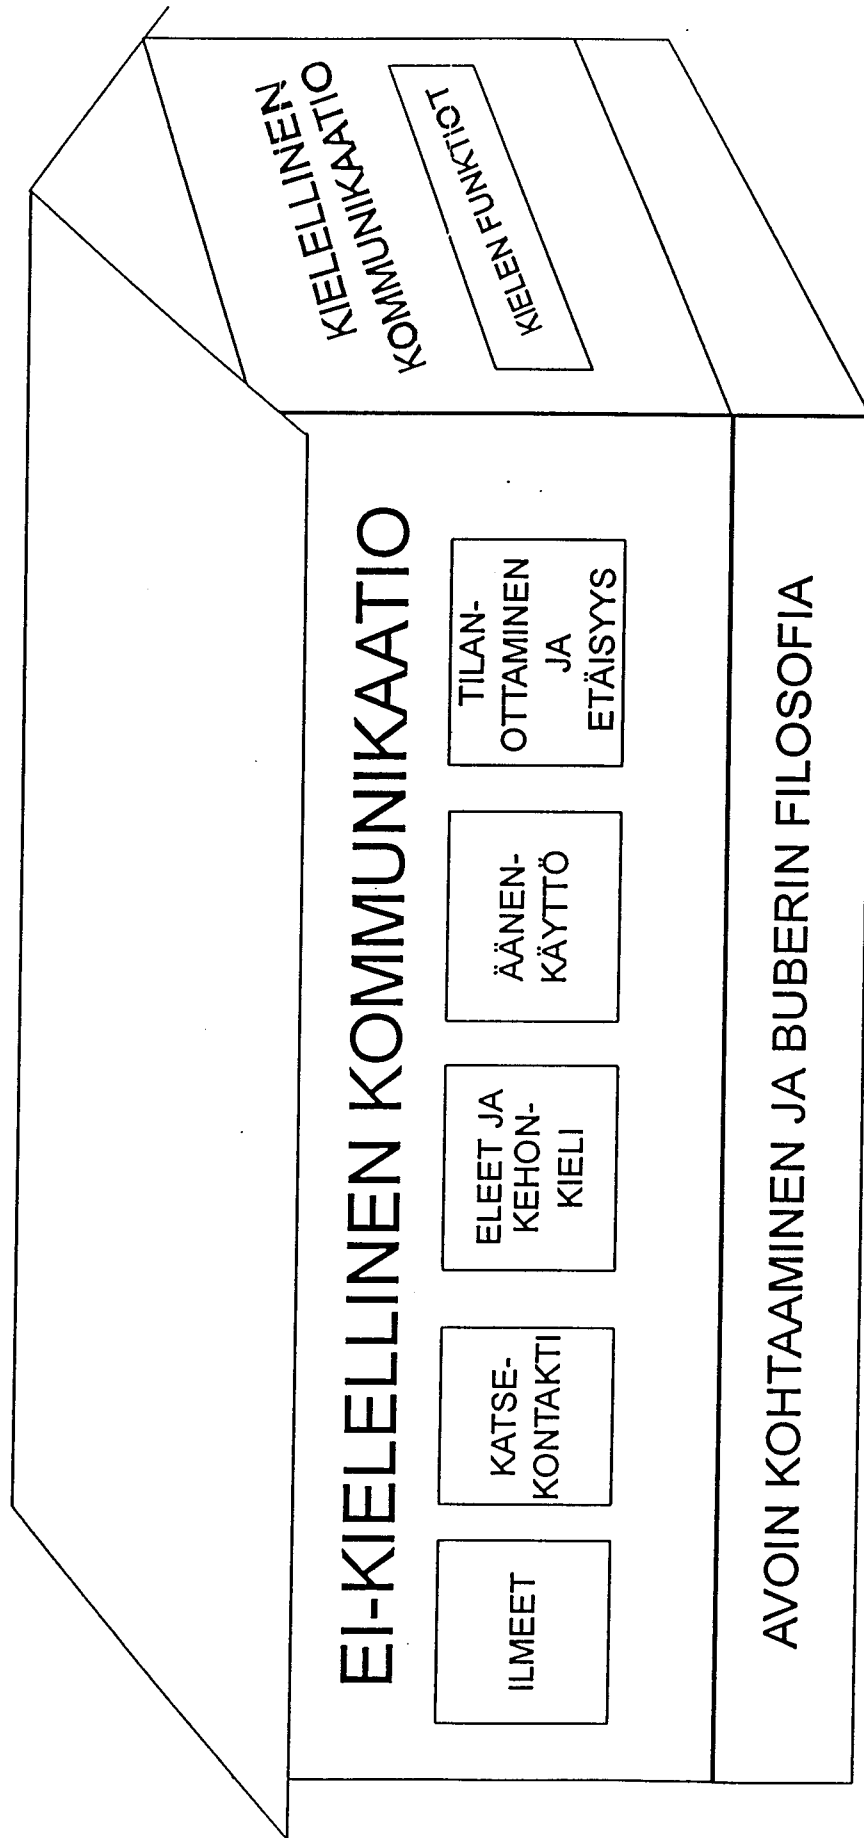 EI-KIELELLINEN KOMMUNIKAATIO
ILMEET
KATSE-
KONTAKTI
ELEET JA
KEHON-
KIELI
ÄÄNEN-
KÄYTTÖ
TILAN-
OTTAMINEN
JA
ETÄISYYS
KIELELLINEN
KOMMUNIKAATIO
KIELEN FUNKTIOT
AVOIN KOHTAAMINEN JA BUBERIN FILOSOFIA